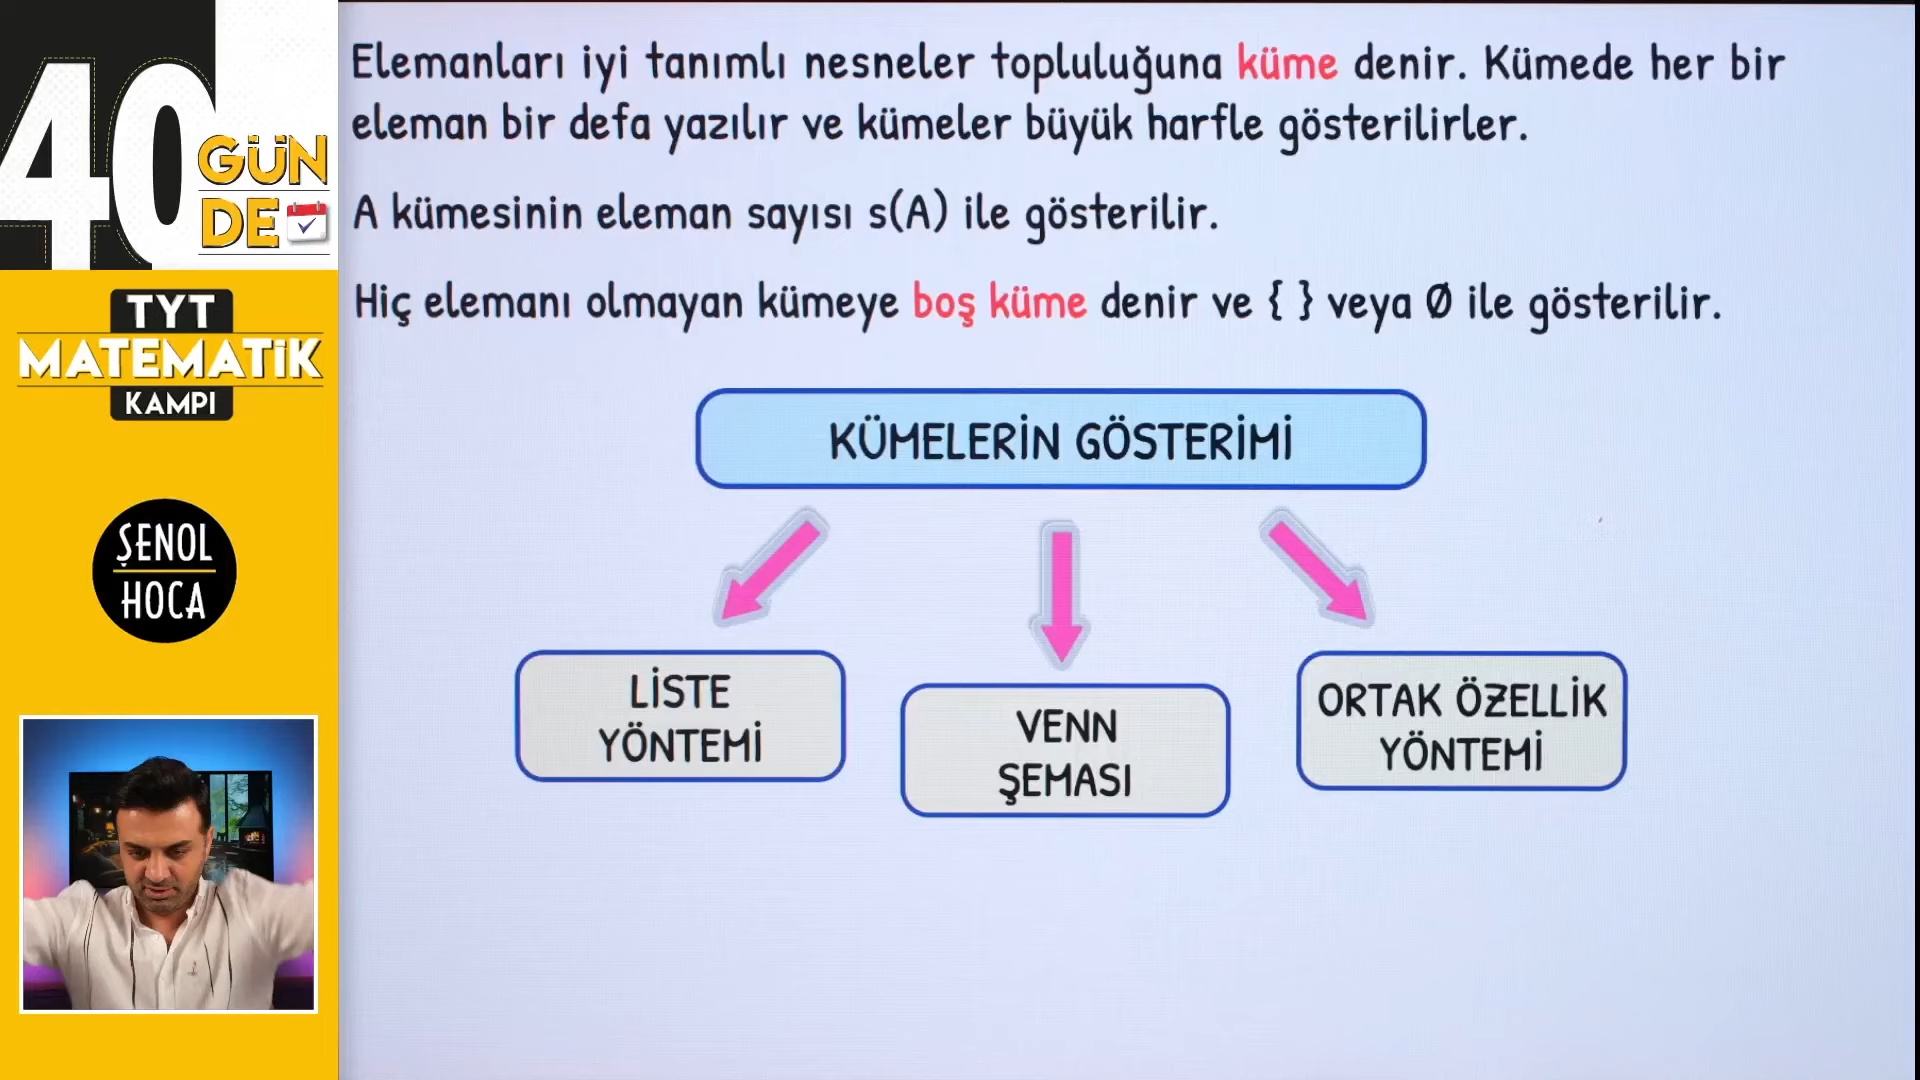 40
GÜN
DE
TYT
MATEMATİK
KAMPI
ŞENOL
HOCA
Elemanları iyi tanımlı nesneler topluluğuna küme denir. Kümede her bir
eleman bir defa yazılır ve kümeler büyük harfle gösterilirler.
A kümesinin eleman sayısı s(A) ile gösterilir.
Hiç elemanı olmayan kümeye boş küme denir ve { } veya Ø ile gösterilir.
KÜMELERİN GÖSTERİMİ
LİSTE
YÖNTEMİ
VENN
ŞEMASI
ORTAK ÖZELLİK
YÖNTEMİ